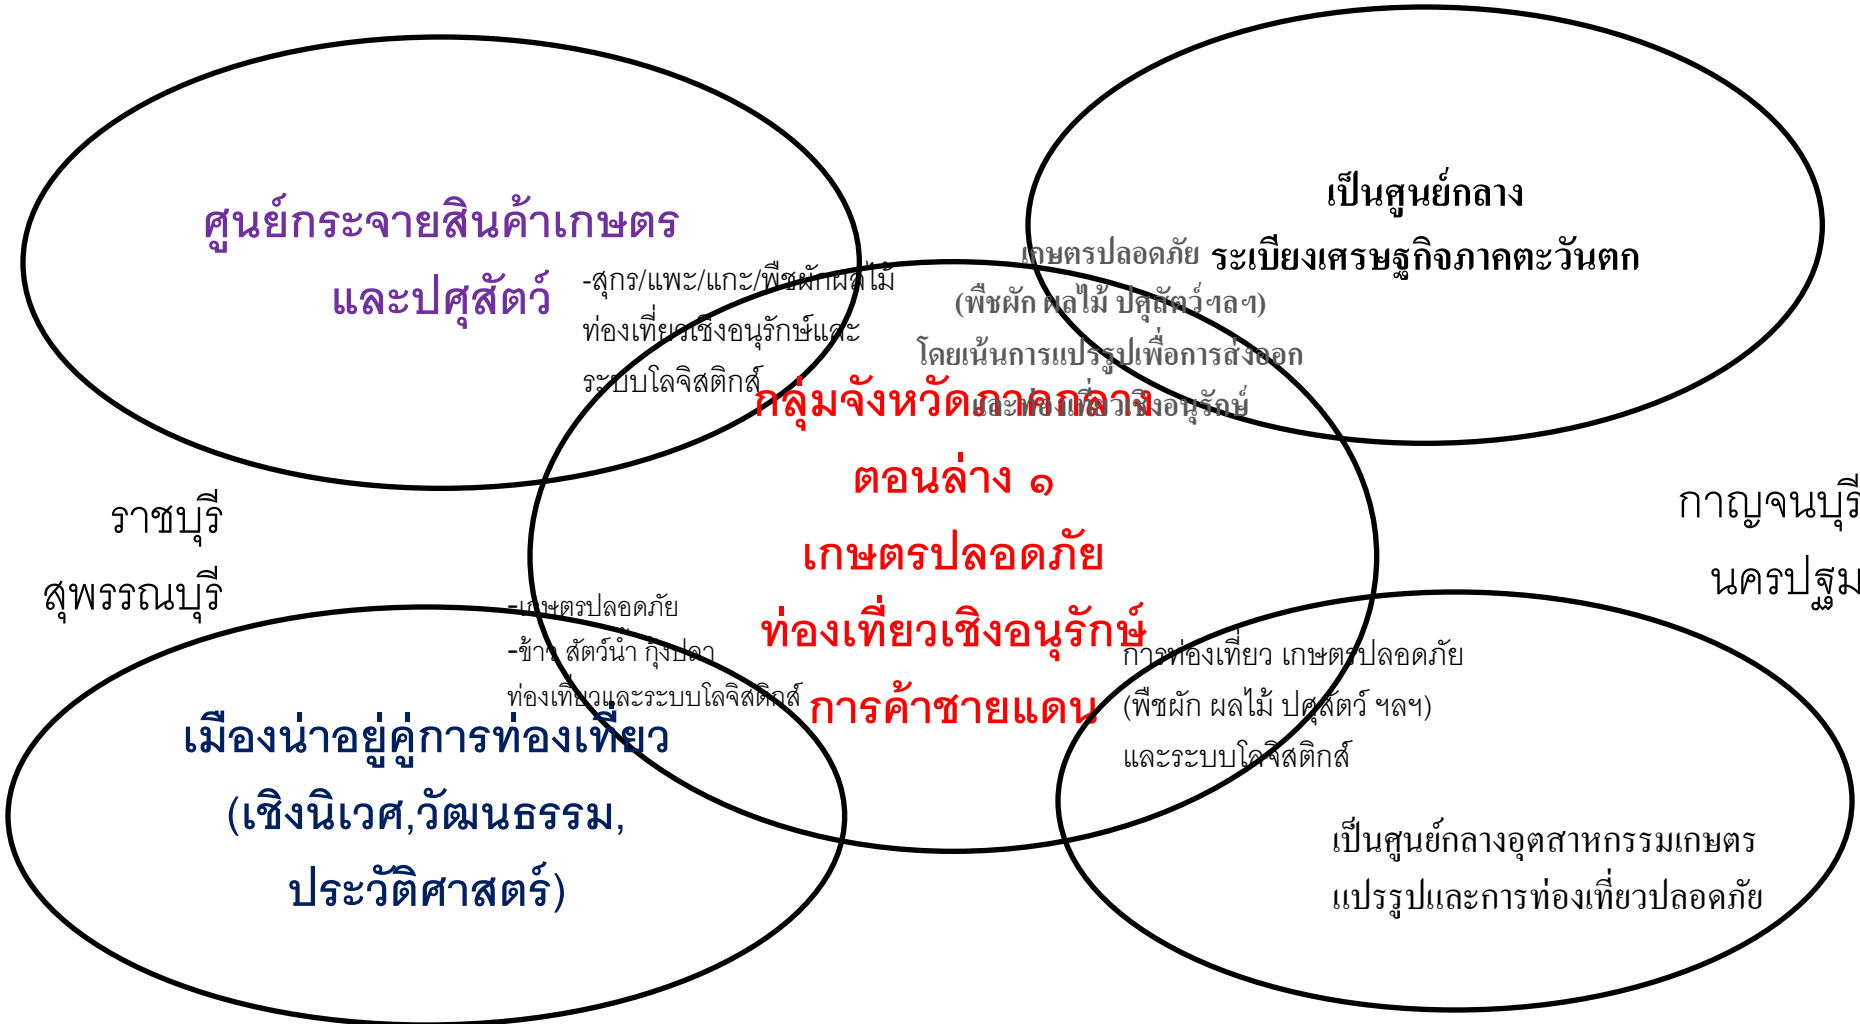 ศูนย์กระจายสินค้าเกษตร
และปศุสัตว์
-สุกร/แพะ/แกะ/พืชผักผลไม้
ท่องเที่ยวเชิงอนุรักษ์และ
ระบบโลจิสติกส์
เป็นศูนย์กลาง
ระเบียงเศรษฐกิจภาคตะวันตก
เกษตรปลอดภัย
(พืชผัก ผลไม้ ปศุสัตว์ ฯลฯ)
โดยเน้นการแปรรูปเพื่อการส่งออก
และท่องเที่ยวเชิงอนุรักษ์
กลุ่มจังหวัดภาคกลาง
ตอนล่าง ๑
เกษตรปลอดภัย
ท่องเที่ยวเชิงอนุรักษ์
การค้าชายแดน
ราชบุรี
สุพรรณบุรี
กาญจนบุรี
นครปฐม
-เกษตรปลอดภัย
-ข้าว สัตว์น้ำ กุ้งปลา
ท่องเที่ยวและระบบโลจิสติกส์
เมืองน่าอยู่คู่การท่องเที่ยว
(เชิงนิเวศ,วัฒนธรรม,
ประวัติศาสตร์)
การท่องเที่ยว เกษตรปลอดภัย
(พืชผัก ผลไม้ ปศุสัตว์ ฯลฯ)
และระบบโลจิสติกส์
เป็นศูนย์กลางอุตสาหกรรมเกษตร
แปรรูปและการท่องเที่ยวปลอดภัย